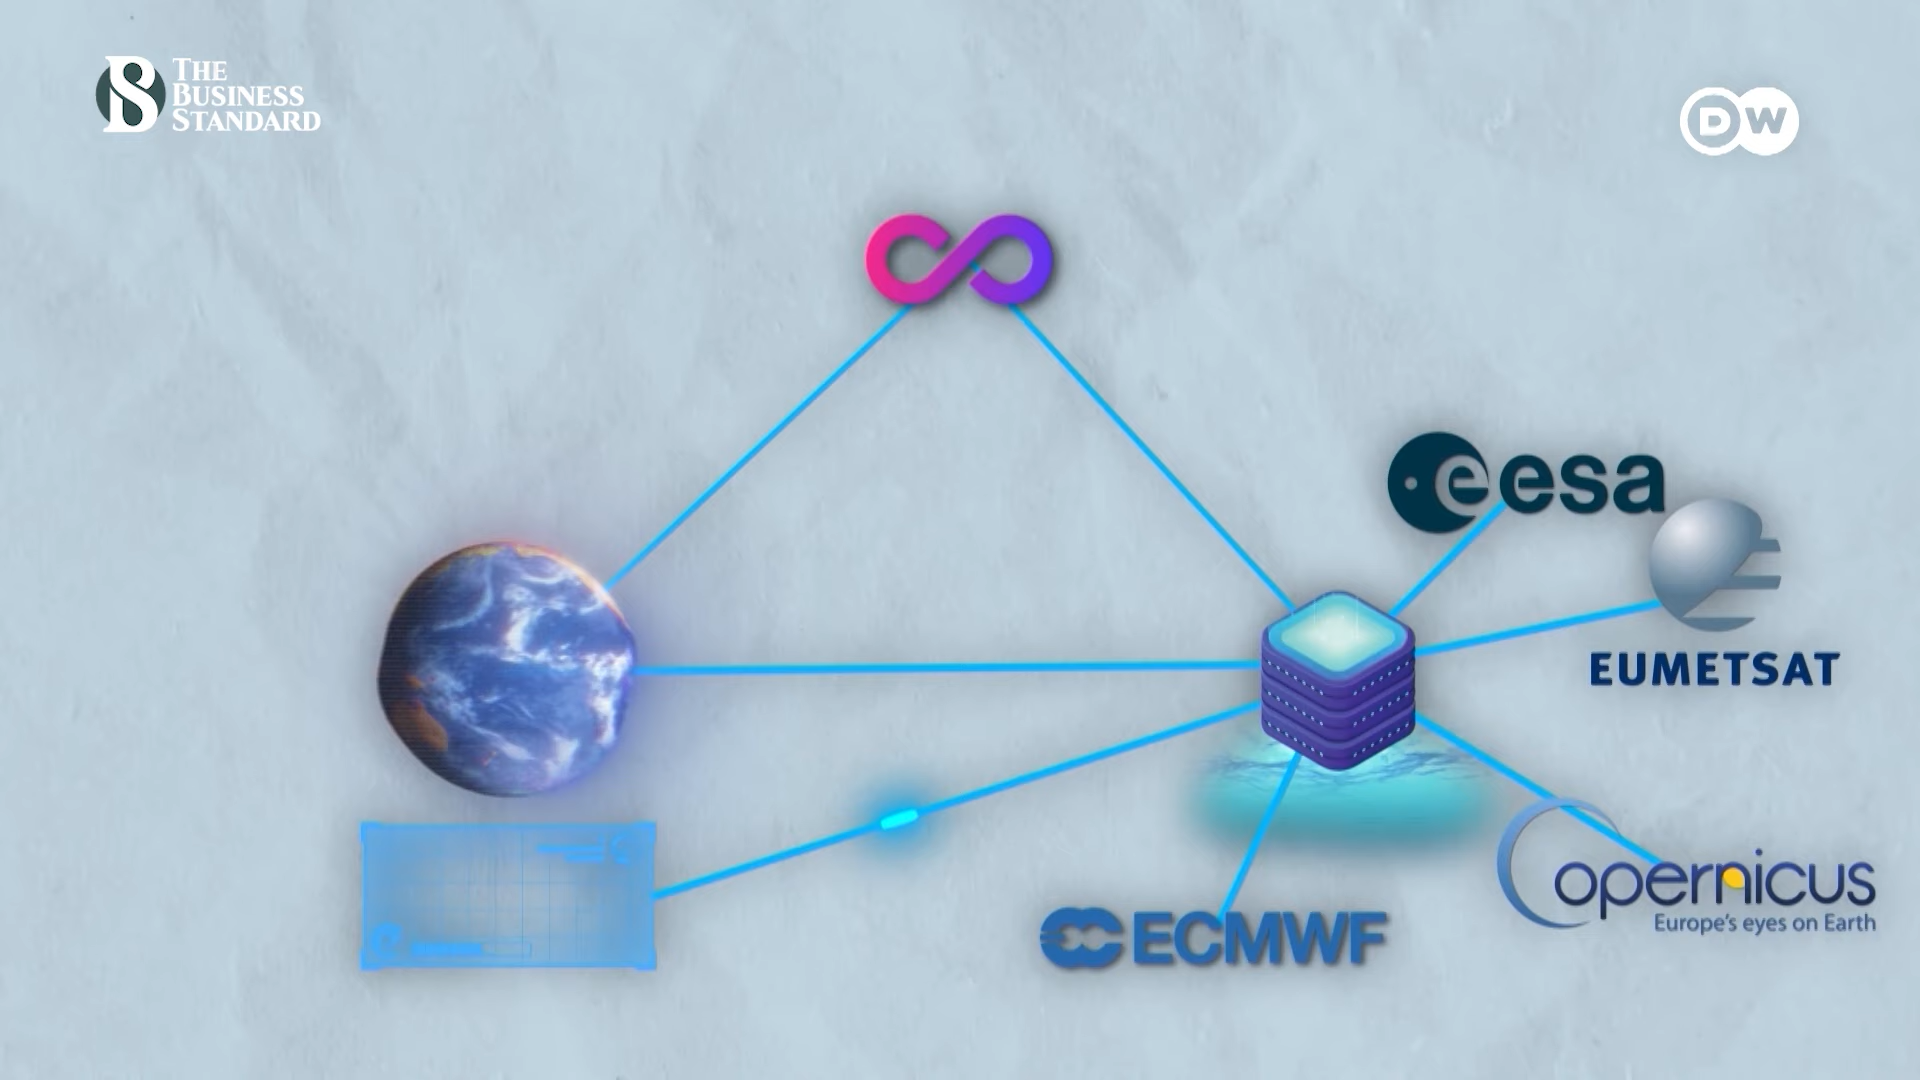 THE
BUSINESS
STANDARD
DW
esa
EUMETSAT
opernicus
Europe's eyes on Earth
ECMWF